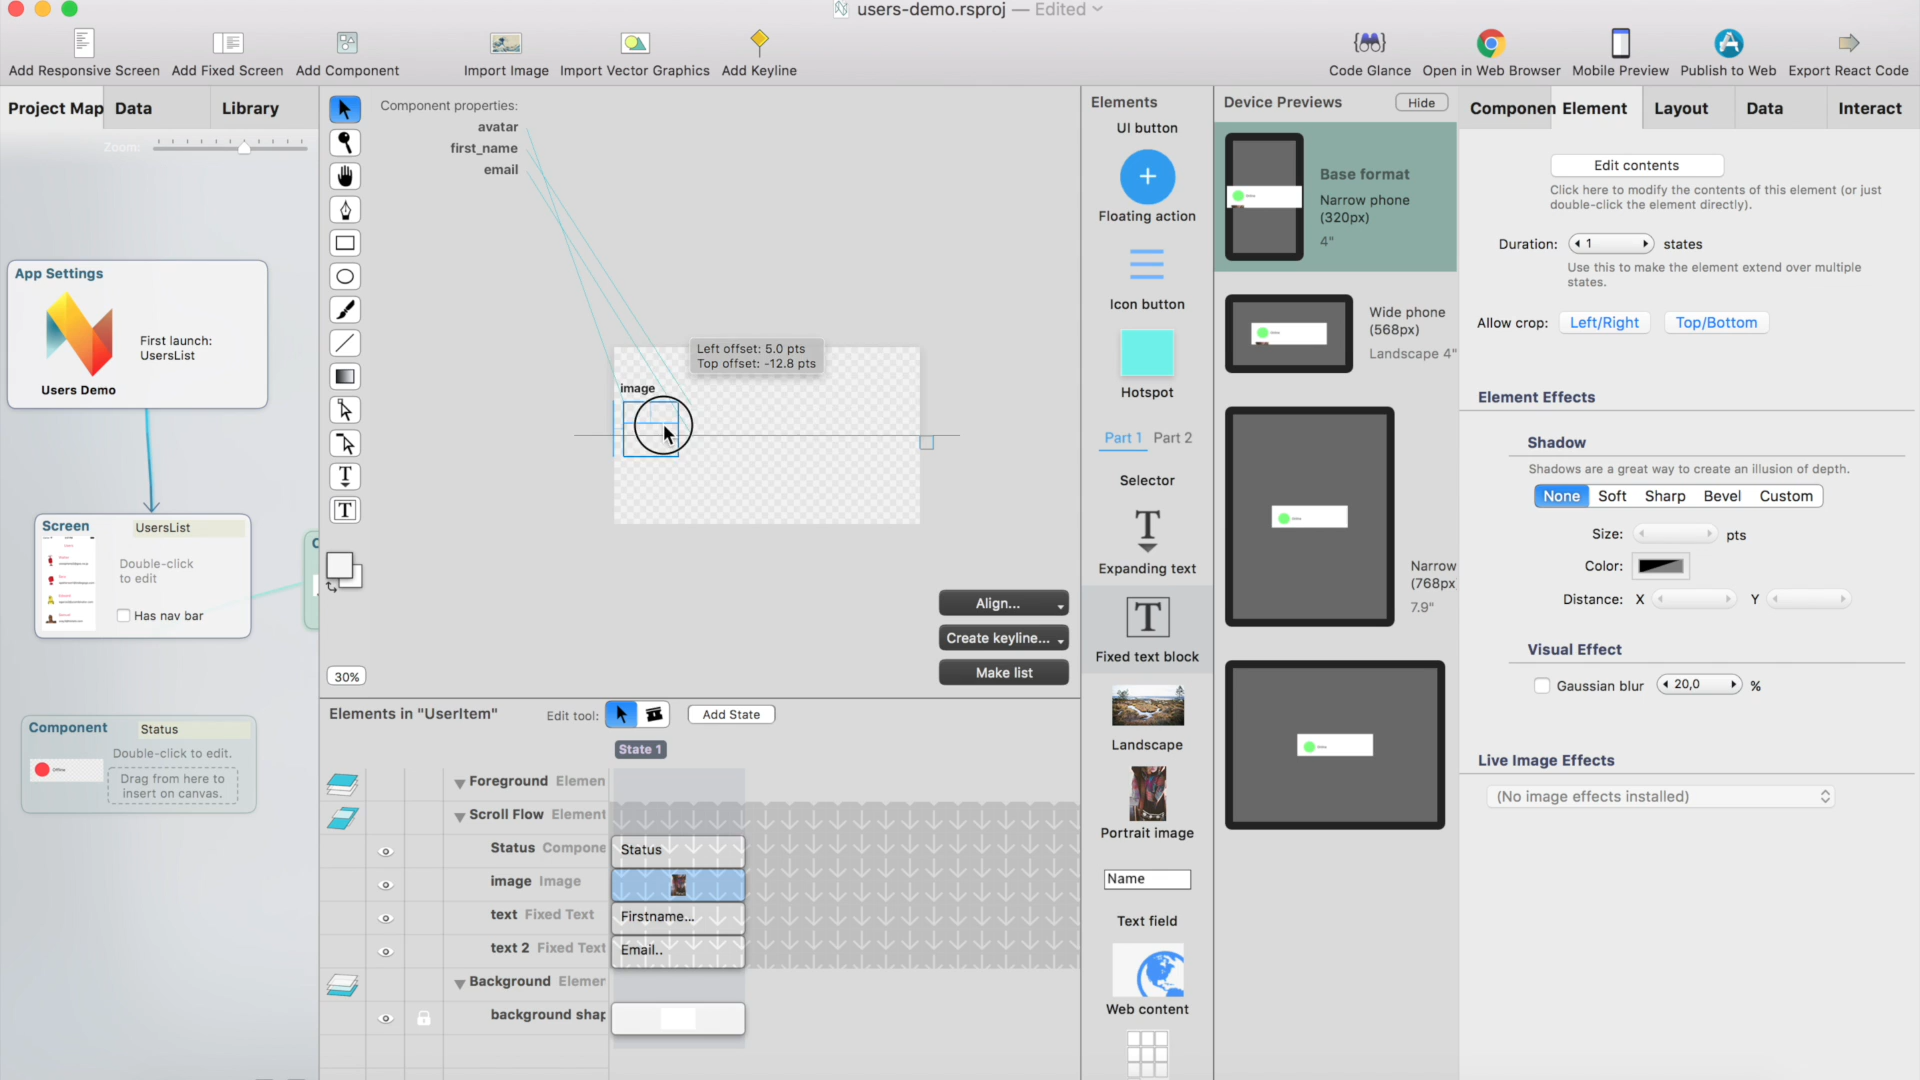 users-demo.rsproj — Edited
Add Responsive Screen
Add Fixed Screen
Add Component
Import Image
Import Vector Graphics
Add Keyline
Code Glance
Open in Web Browser
Mobile Preview
Publish to Web
Export React Code
Project Map
Data
Library
Zoom:
App Settings
First launch:
UsersList
Users Demo
Screen
UsersList
Double-click
to edit
Has nav bar
Component
Status
Double-click to edit.
Drag from here to
insert on canvas.
Offline
30%
Component properties:
avatar
first_name
email
Left offset: 5.0 pts
Top offset: -12.8 pts
image
Align...
Create keyline...
Make list
Elements in "UserItem"
Edit tool:
Add State
State 1
Foreground Elemen
Scroll Flow Element
Status Compone
Status
image Image
text Fixed Text
Firstname...
text 2 Fixed Text
Email..
Background Elemer
background shap
Elements
UI button
Floating action
Icon button
Hotspot
Part 1 Part 2
Selector
Expanding text
Fixed text block
Landscape
Portrait image
Name
Text field
Web content
Device Previews
Hide
Base format
Narrow phone
(320px)
4"
Wide phone
(568px)
Landscape 4"
Narrow
(768px
7.9"
Componen
Element
Layout
Data
Interact
Edit contents
Click here to modify the contents of this element (or just
double-click the element directly).
Duration: 1 states
Use this to make the element extend over multiple
states.
Allow crop: Left/Right Top/Bottom
Element Effects
Shadow
Shadows are a great way to create an illusion of depth.
None Soft Sharp Bevel Custom
Size: pts
Color:
Distance: X Y
Visual Effect
Gaussian blur 20,0 %
Live Image Effects
(No image effects installed)